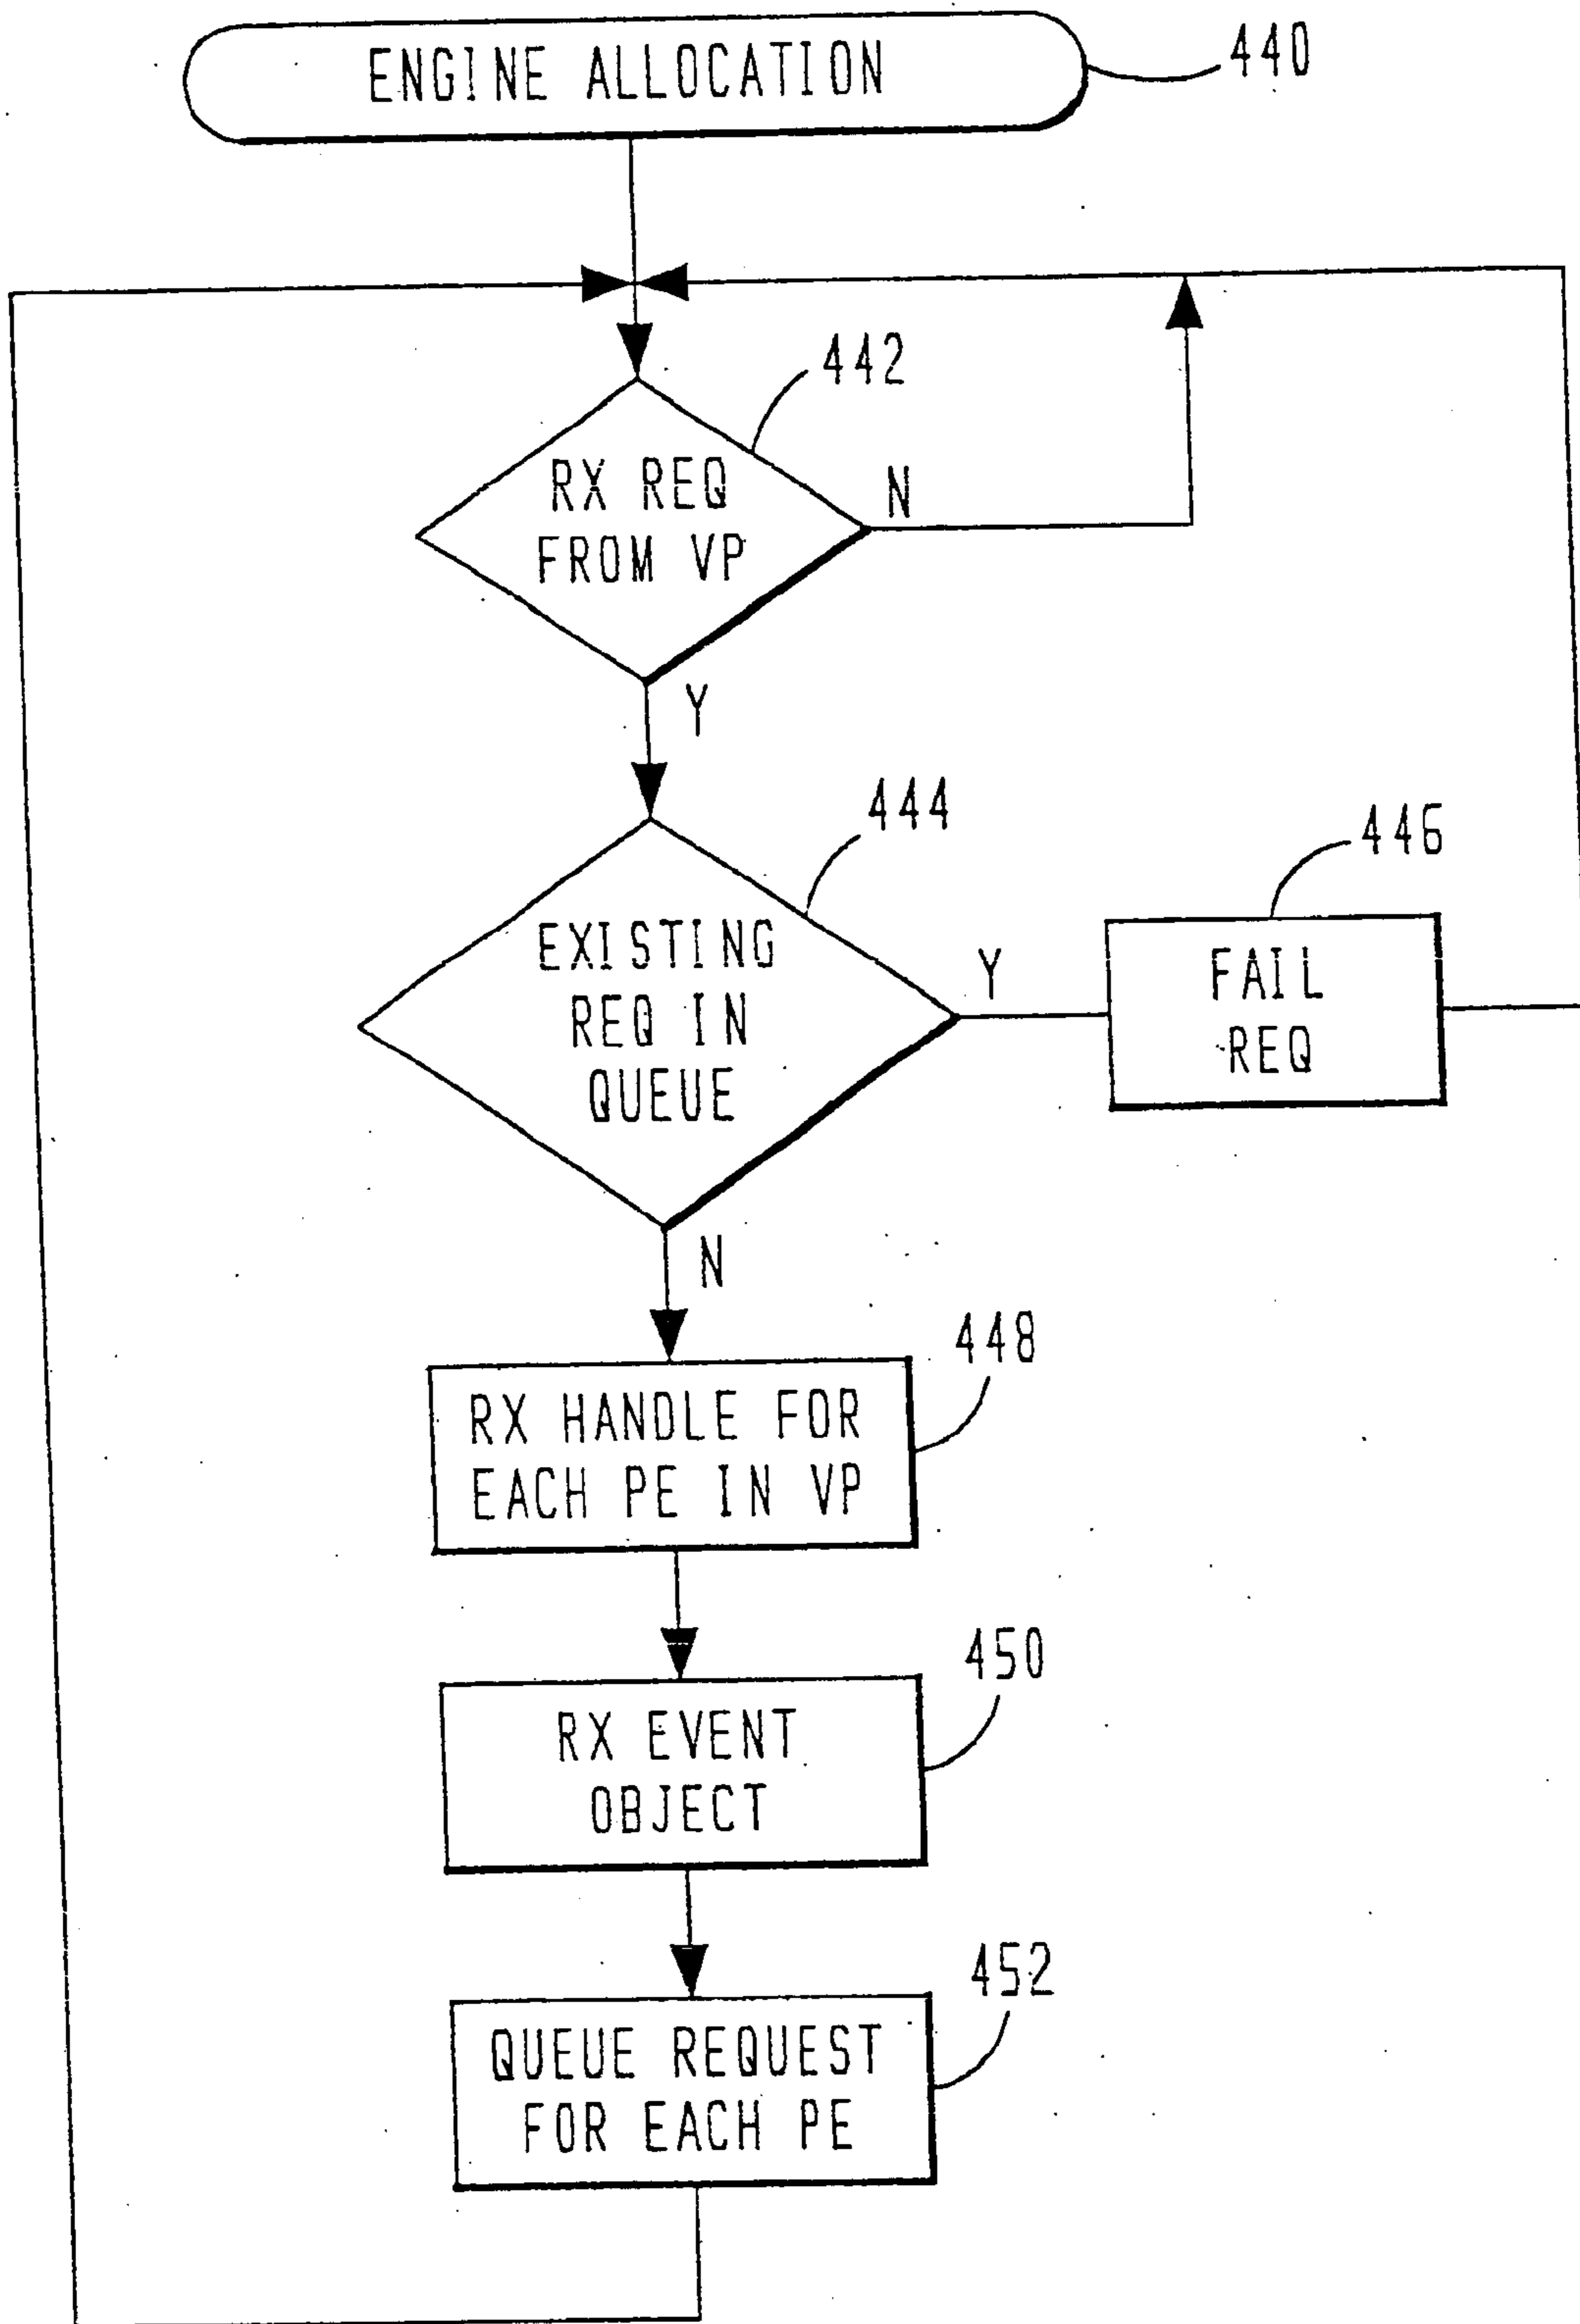 ENGINE ALLOCATION
440
442
RX REQ
FROM VP
N
Y
444
EXISTING
REQ IN
QUEUE
Y
446
FAIL
REQ
N
448
RX HANDLE FOR
EACH PE IN VP
450
RX EVENT
OBJECT
452
QUEUE REQUEST
FOR EACH PE